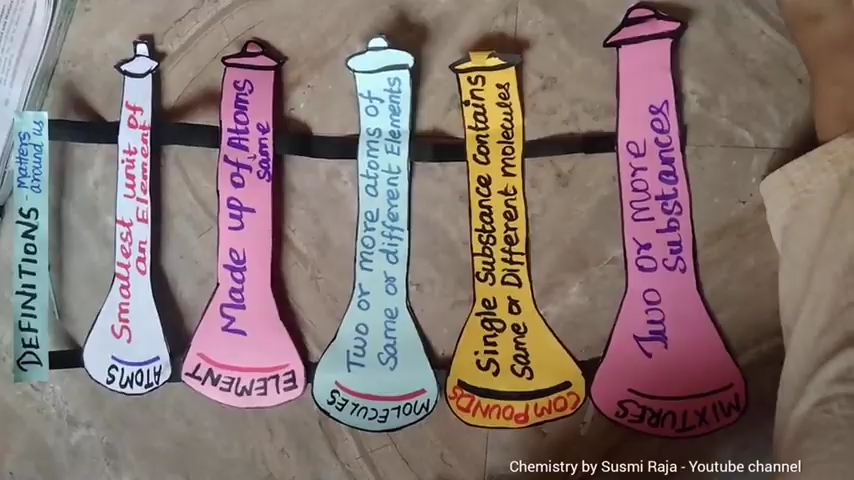 DEFINITIONS - Matters
around us
Smallest unit of
an Element
ATOMS
Made up of Atoms
same
ELEMENT
Two or more atoms of
Same or different Elements
MOLECULES
Single Substance Contains
Same or Different molecules
COMPOUNDS
Two or more
Substances
MIXTURES
Chemistry by Susmi Raja - Youtube channel